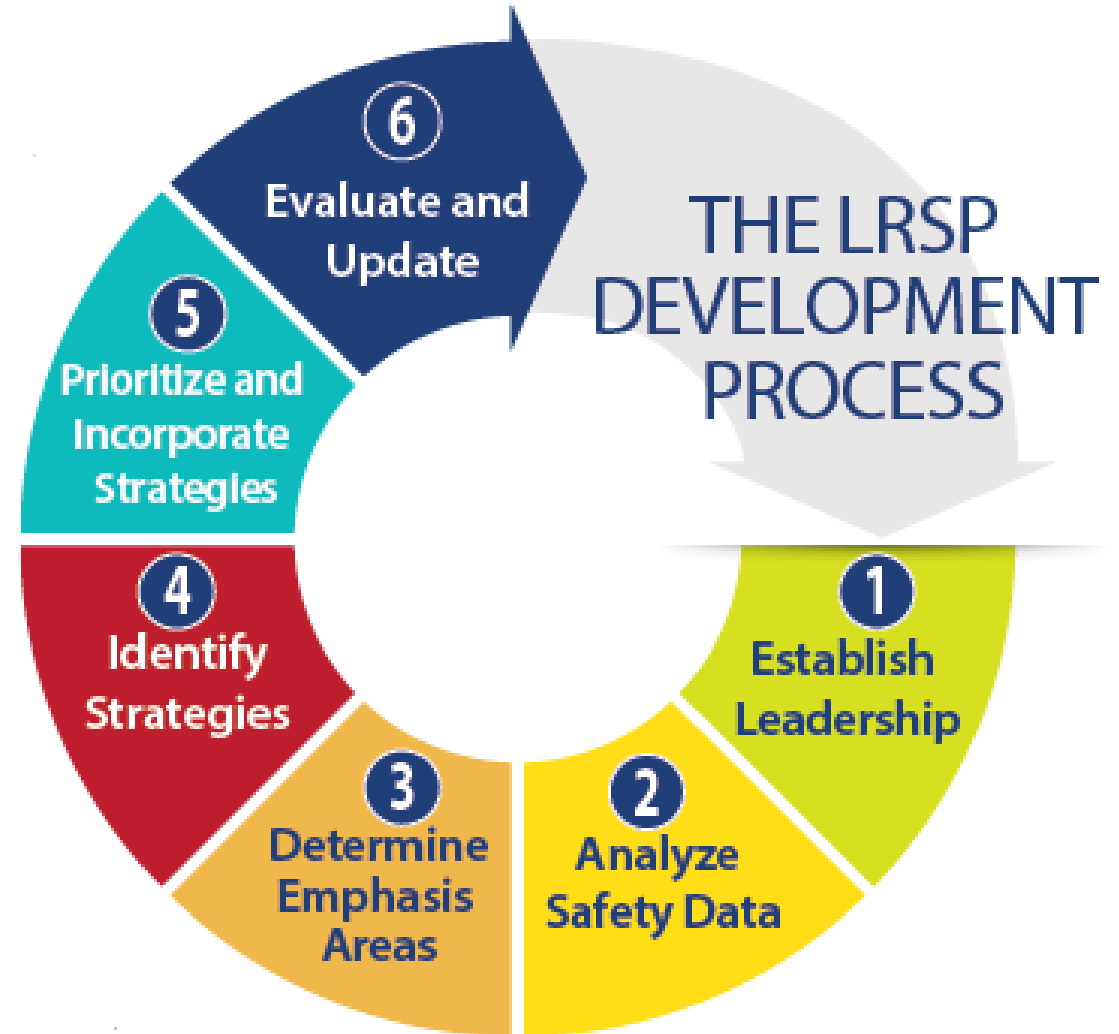 THE LRSP
DEVELOPMENT
PROCESS
1
Establish
Leadership
2
Analyze
Safety Data
3
Determine
Emphasis
Areas
4
Identify
Strategies
5
Prioritize and
Incorporate
Strategies
6
Evaluate and
Update